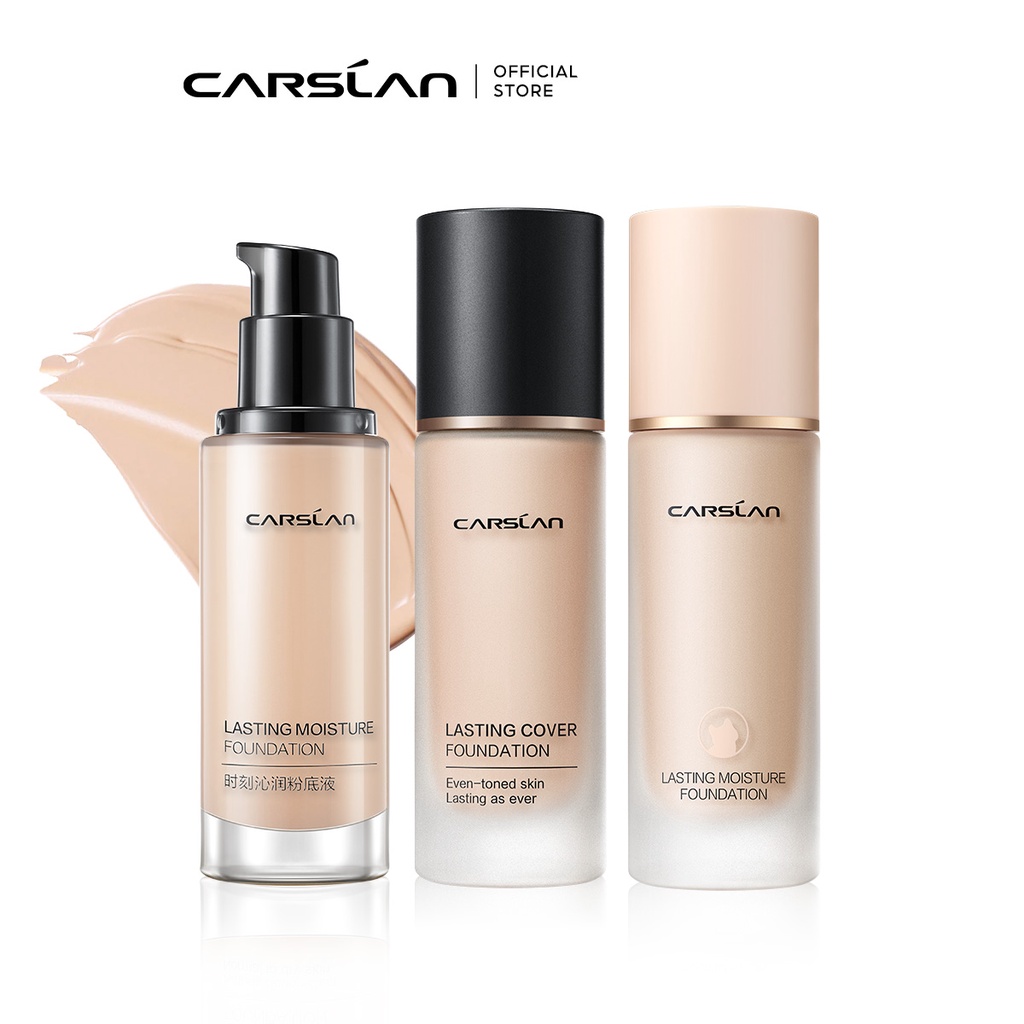 CARSLAN
OFFICIAL
STORE
CARSLAN
LASTING MOISTURE
FOUNDATION
时刻沁润粉底液
CARSLAN
LASTING COVER
FOUNDATION
Even-toned skin
Lasting as ever
CARSLAN
LASTING MOISTURE
FOUNDATION